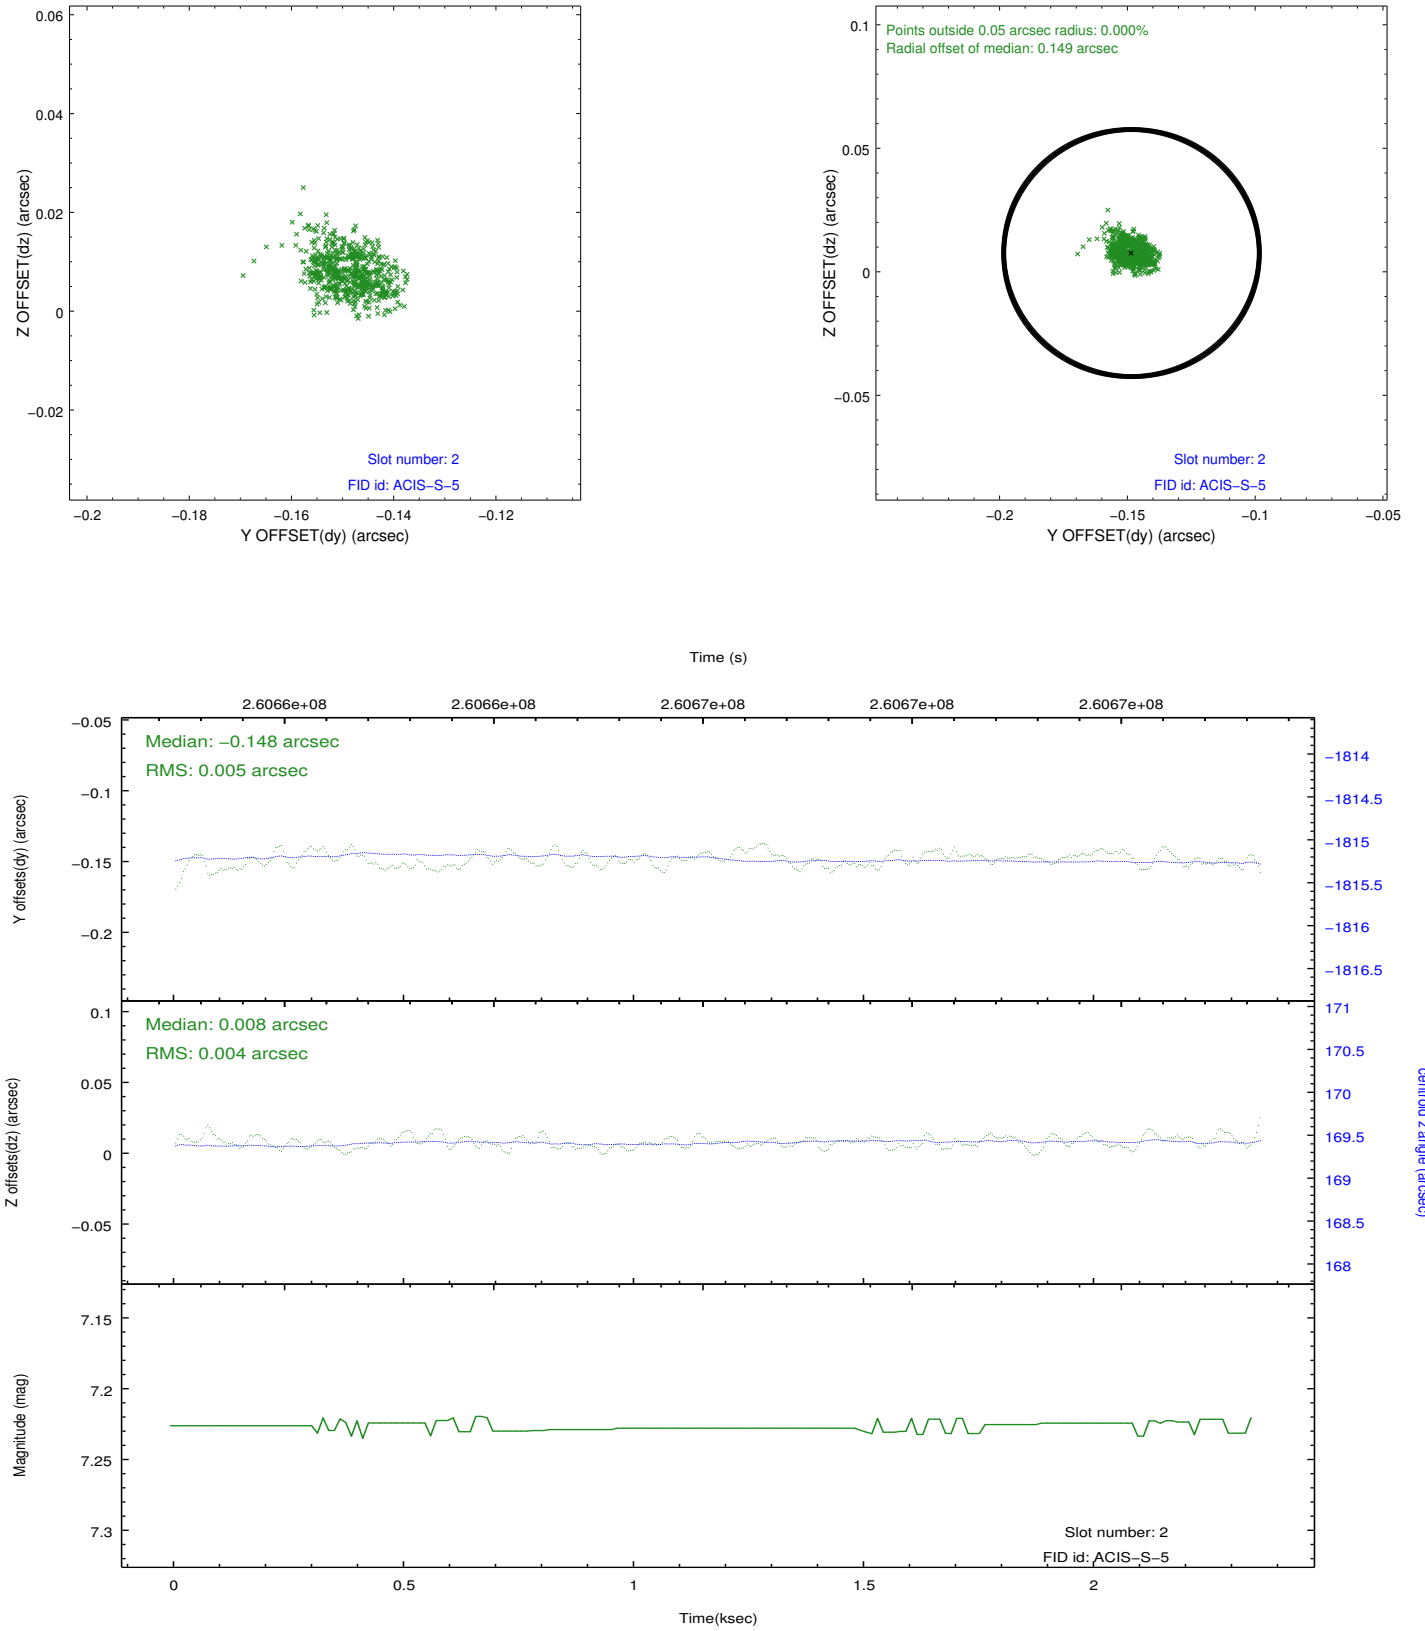 0.06
0.04
0.02
0
−0.02
Z OFFSET(dz) (arcsec)
Slot number: 2
FID id: ACIS−S−5
−0.2
−0.18
−0.16
−0.14
−0.12
Y OFFSET(dy) (arcsec)
Points outside 0.05 arcsec radius: 0.000%
Radial offset of median: 0.149 arcsec
0.1
0.05
0
−0.05
Z OFFSET(dz) (arcsec)
Slot number: 2
FID id: ACIS−S−5
−0.2
−0.15
−0.1
−0.05
Y OFFSET(dy) (arcsec)
Time (s)
2.6066e+08
2.6066e+08
2.6067e+08
2.6067e+08
2.6067e+08
Median: −0.148 arcsec
RMS: 0.005 arcsec
−0.05
−0.1
−0.15
−0.2
Y offsets(dy) (arcsec)
−1814
−1814.5
−1815
−1815.5
−1816
−1816.5
Median: 0.008 arcsec
RMS: 0.004 arcsec
0.1
0.05
0
−0.05
Z offsets(dz) (arcsec)
171
170.5
170
169.5
169
168.5
168
centroid z angle (arcsec)
7.15
7.2
7.25
7.3
Magnitude (mag)
Slot number: 2
FID id: ACIS−S−5
0
0.5
1
1.5
2
Time(ksec)